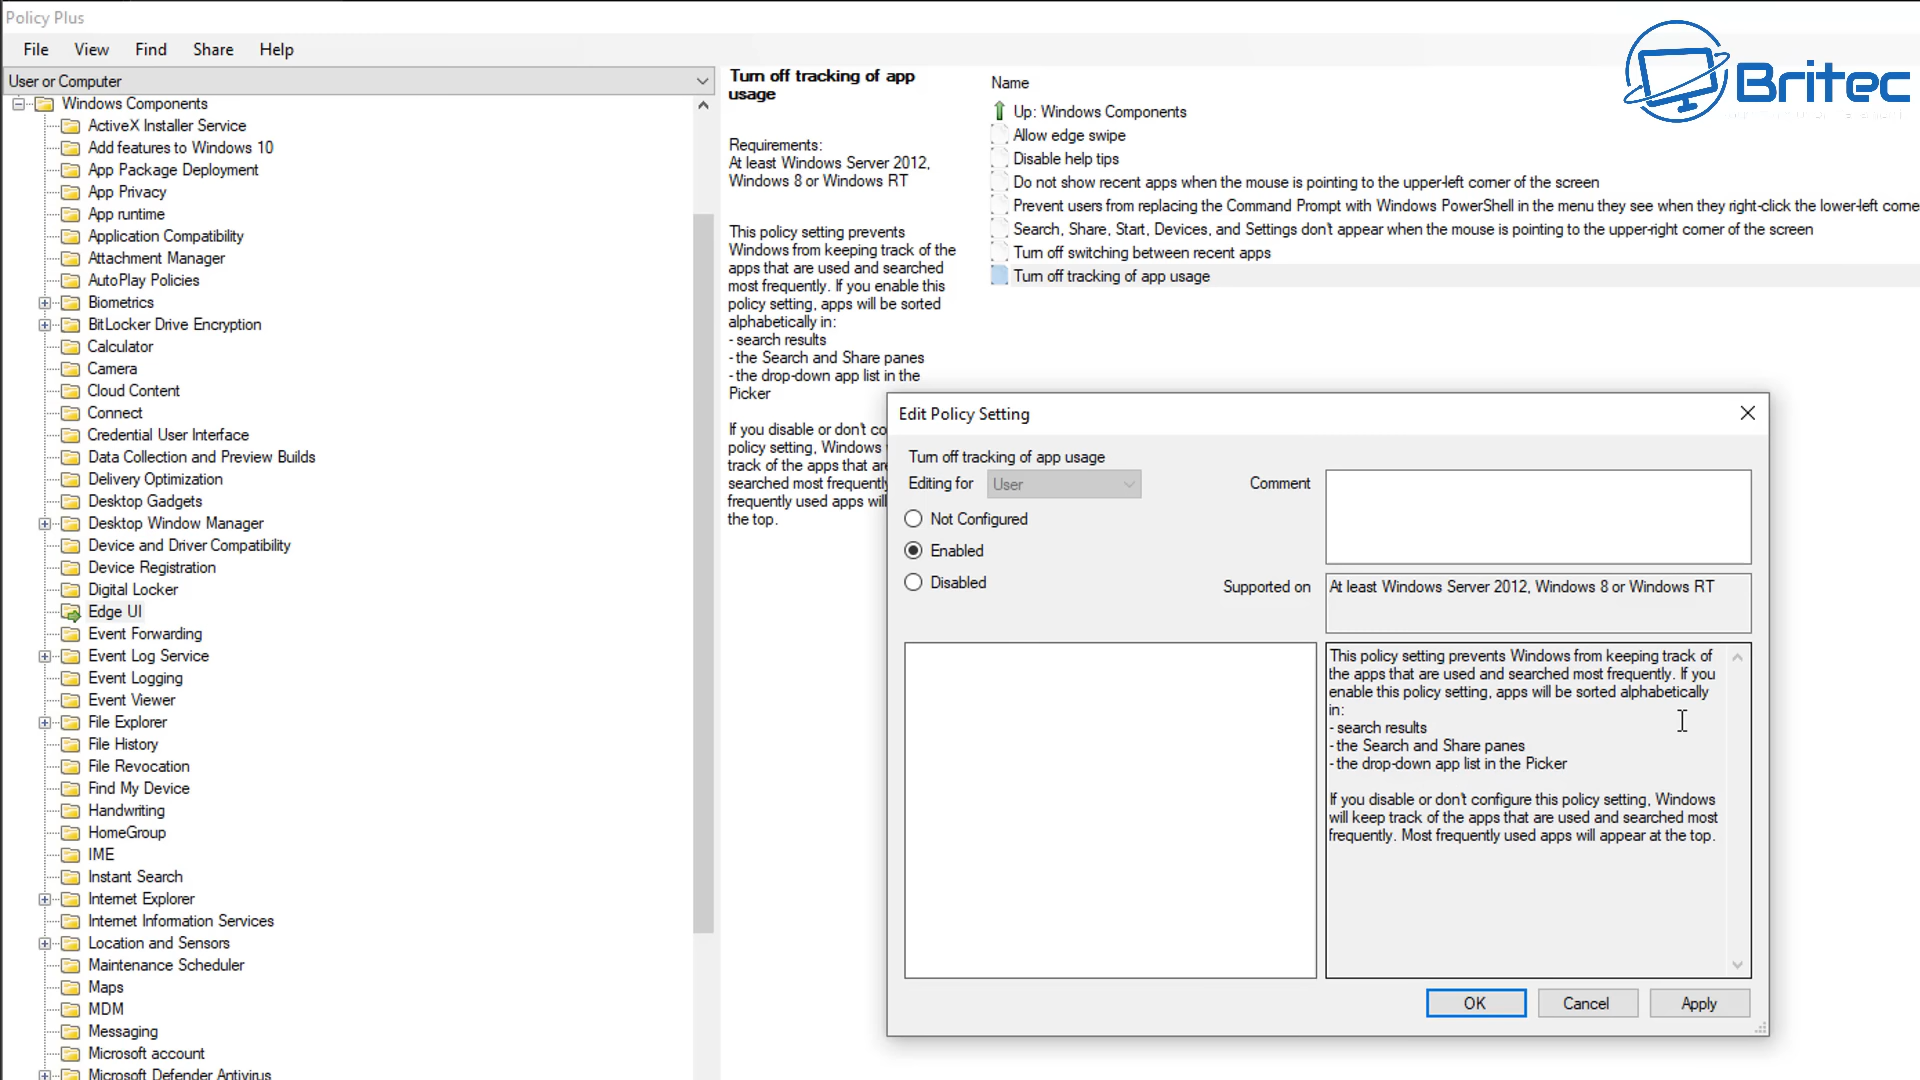 Policy Plus
File View Find Share Help
User or Computer
Windows Components
ActiveX Installer Service
Add features to Windows 10
App Package Deployment
App Privacy
App runtime
Application Compatibility
Attachment Manager
AutoPlay Policies
Biometrics
BitLocker Drive Encryption
Calculator
Camera
Cloud Content
Connect
Credential User Interface
Data Collection and Preview Builds
Delivery Optimization
Desktop Gadgets
Desktop Window Manager
Device and Driver Compatibility
Device Registration
Digital Locker
Edge UI
Event Forwarding
Event Log Service
Event Logging
Event Viewer
File Explorer
File History
File Revocation
Find My Device
Handwriting
HomeGroup
IME
Instant Search
Internet Explorer
Internet Information Services
Location and Sensors
Maintenance Scheduler
Maps
MDM
Messaging
Microsoft account
Microsoft Defender Antivirus
Turn off tracking of app
usage
Requirements:
At least Windows Server 2012,
Windows 8 or Windows RT
This policy setting prevents
Windows from keeping track of the
apps that are used and searched
most frequently. If you enable this
policy setting, apps will be sorted
alphabetically in:
- search results
- the Search and Share panes
- the drop-down app list in the
Picker
If you disable or don't co
policy setting, Windows
track of the apps that are
searched most frequently
frequently used apps will
the top.
Name
Up: Windows Components
Allow edge swipe
Disable help tips
Do not show recent apps when the mouse is pointing to the upper-left corner of the screen
Prevent users from replacing the Command Prompt with Windows PowerShell in the menu they see when they right-click the lower-left corne
Search, Share, Start, Devices, and Settings don't appear when the mouse is pointing to the upper-right corner of the screen
Turn off switching between recent apps
Turn off tracking of app usage
Britec
Edit Policy Setting
Turn off tracking of app usage
Editing for User
Not Configured
Enabled
Disabled
Comment
Supported on
At least Windows Server 2012, Windows 8 or Windows RT
This policy setting prevents Windows from keeping track of
the apps that are used and searched most frequently. If you
enable this policy setting, apps will be sorted alphabetically
in:
- search results
- the Search and Share panes
- the drop-down app list in the Picker
If you disable or don't configure this policy setting, Windows
will keep track of the apps that are used and searched most
frequently. Most frequently used apps will appear at the top.
OK Cancel Apply